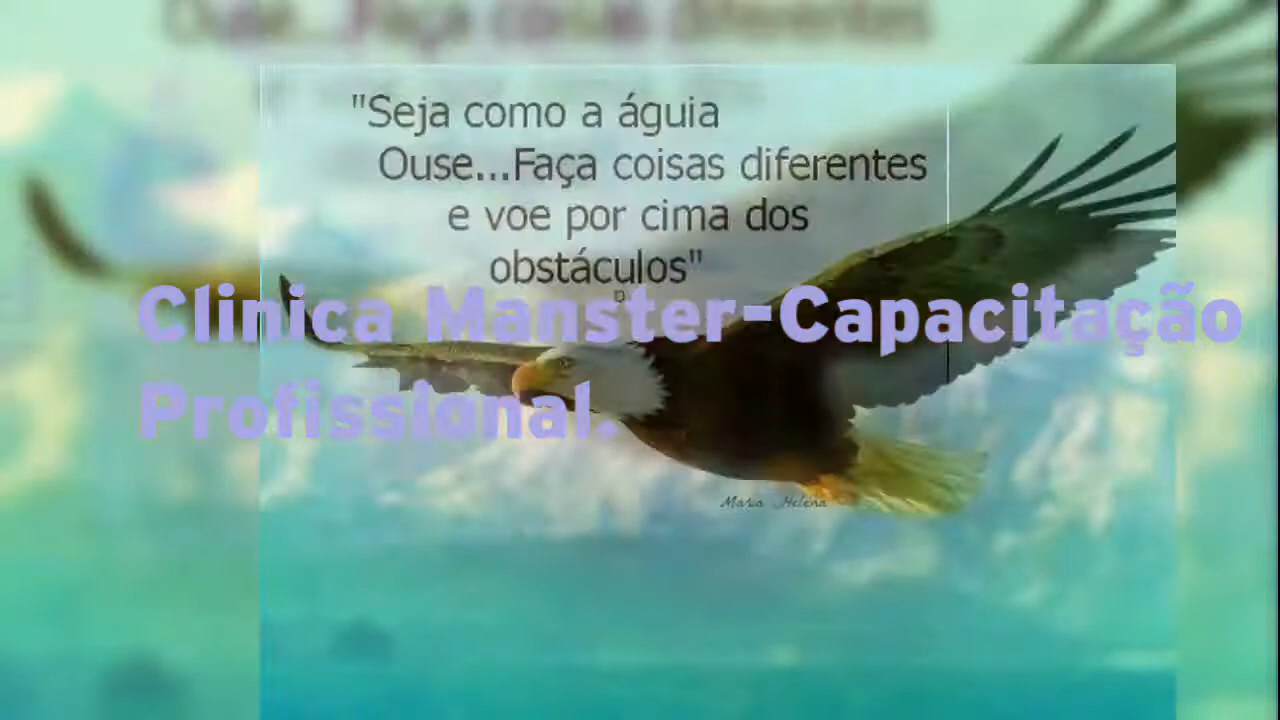 "Seja como a águia
Ouse...Faça coisas diferentes
e voe por cima dos
obstáculos"
Clinica Manster-Capacitação
Profissional.
Maria Helena